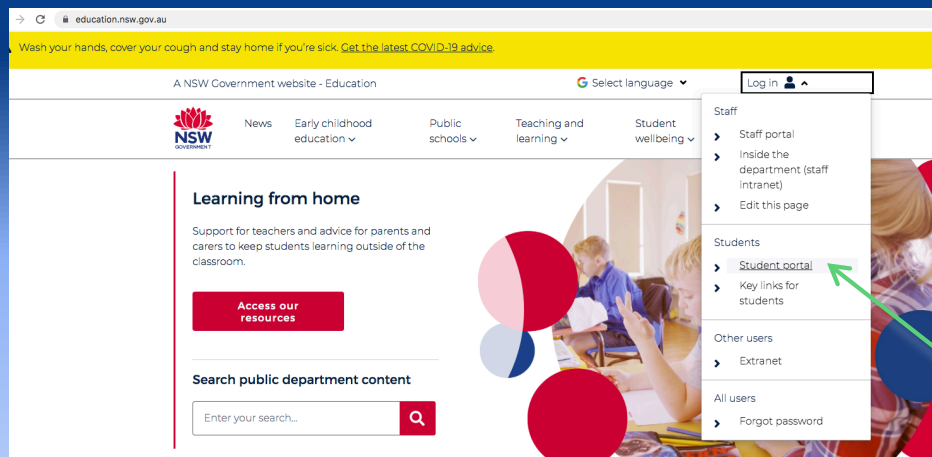 education.nsw.gov.au
Wash your hands, cover your cough and stay home if you're sick. Get the latest COVID-19 advice.
A NSW Government website - Education
Select language
Log in
NSW
GOVERNMENT
News
Early childhood
education
Public
schools
Teaching and
learning
Student
wellbeing
Staff
Staff portal
Inside the
department (staff
intranet)
Edit this page
Students
Student portal
Key links for
students
Other users
Extranet
All users
Forgot password
Learning from home
Support for teachers and advice for parents and
carers to keep students learning outside of the
classroom.
Access our
resources
Search public department content
Enter your search...